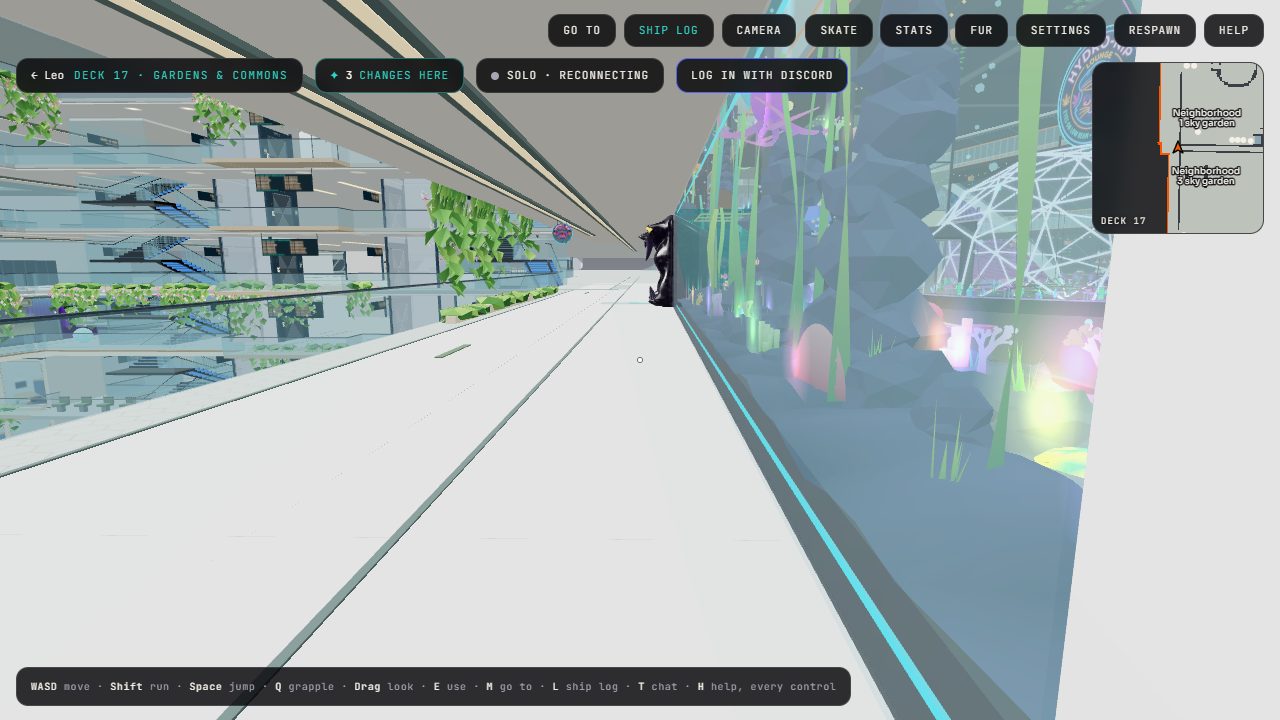 GO TO
SHIP LOG
CAMERA
SKATE
STATS
FUR
SETTINGS
RESPAWN
HELP
← Leo DECK 17 · GARDENS & COMMONS
✦ 3 CHANGES HERE
SOLO · RECONNECTING
LOG IN WITH DISCORD
LOUNGE
Neighborhood
1 sky garden
Neighborhood
3 sky garden
DECK 17
WASD move · Shift run · Space jump · Q grapple · Drag look · E use · M go to · L ship log · T chat · H help, every control